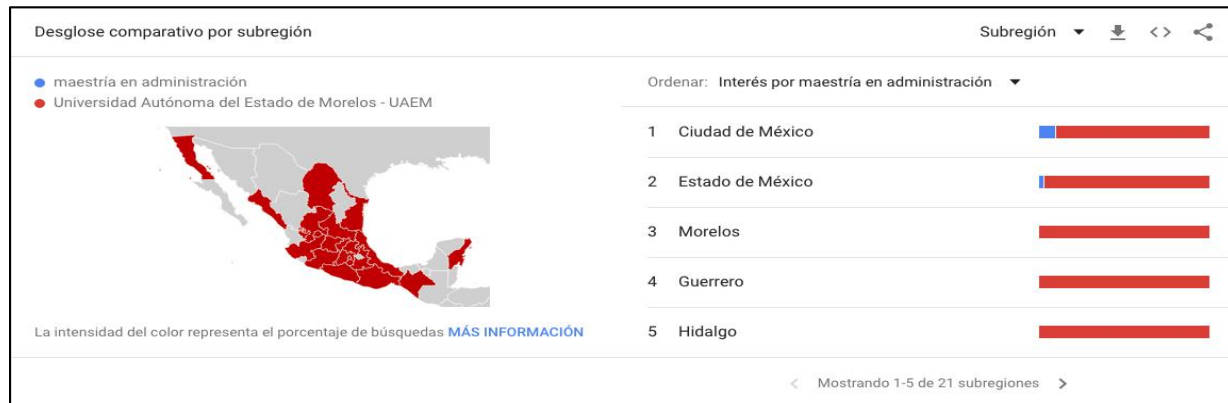 Desglose comparativo por subregión
Subregión
maestría en administración
Universidad Autónoma del Estado de Morelos - UAEM
La intensidad del color representa el porcentaje de búsquedas MÁS INFORMACIÓN
Ordenar: Interés por maestría en administración
1 Ciudad de México
2 Estado de México
3 Morelos
4 Guerrero
5 Hidalgo
Mostrando 1-5 de 21 subregiones